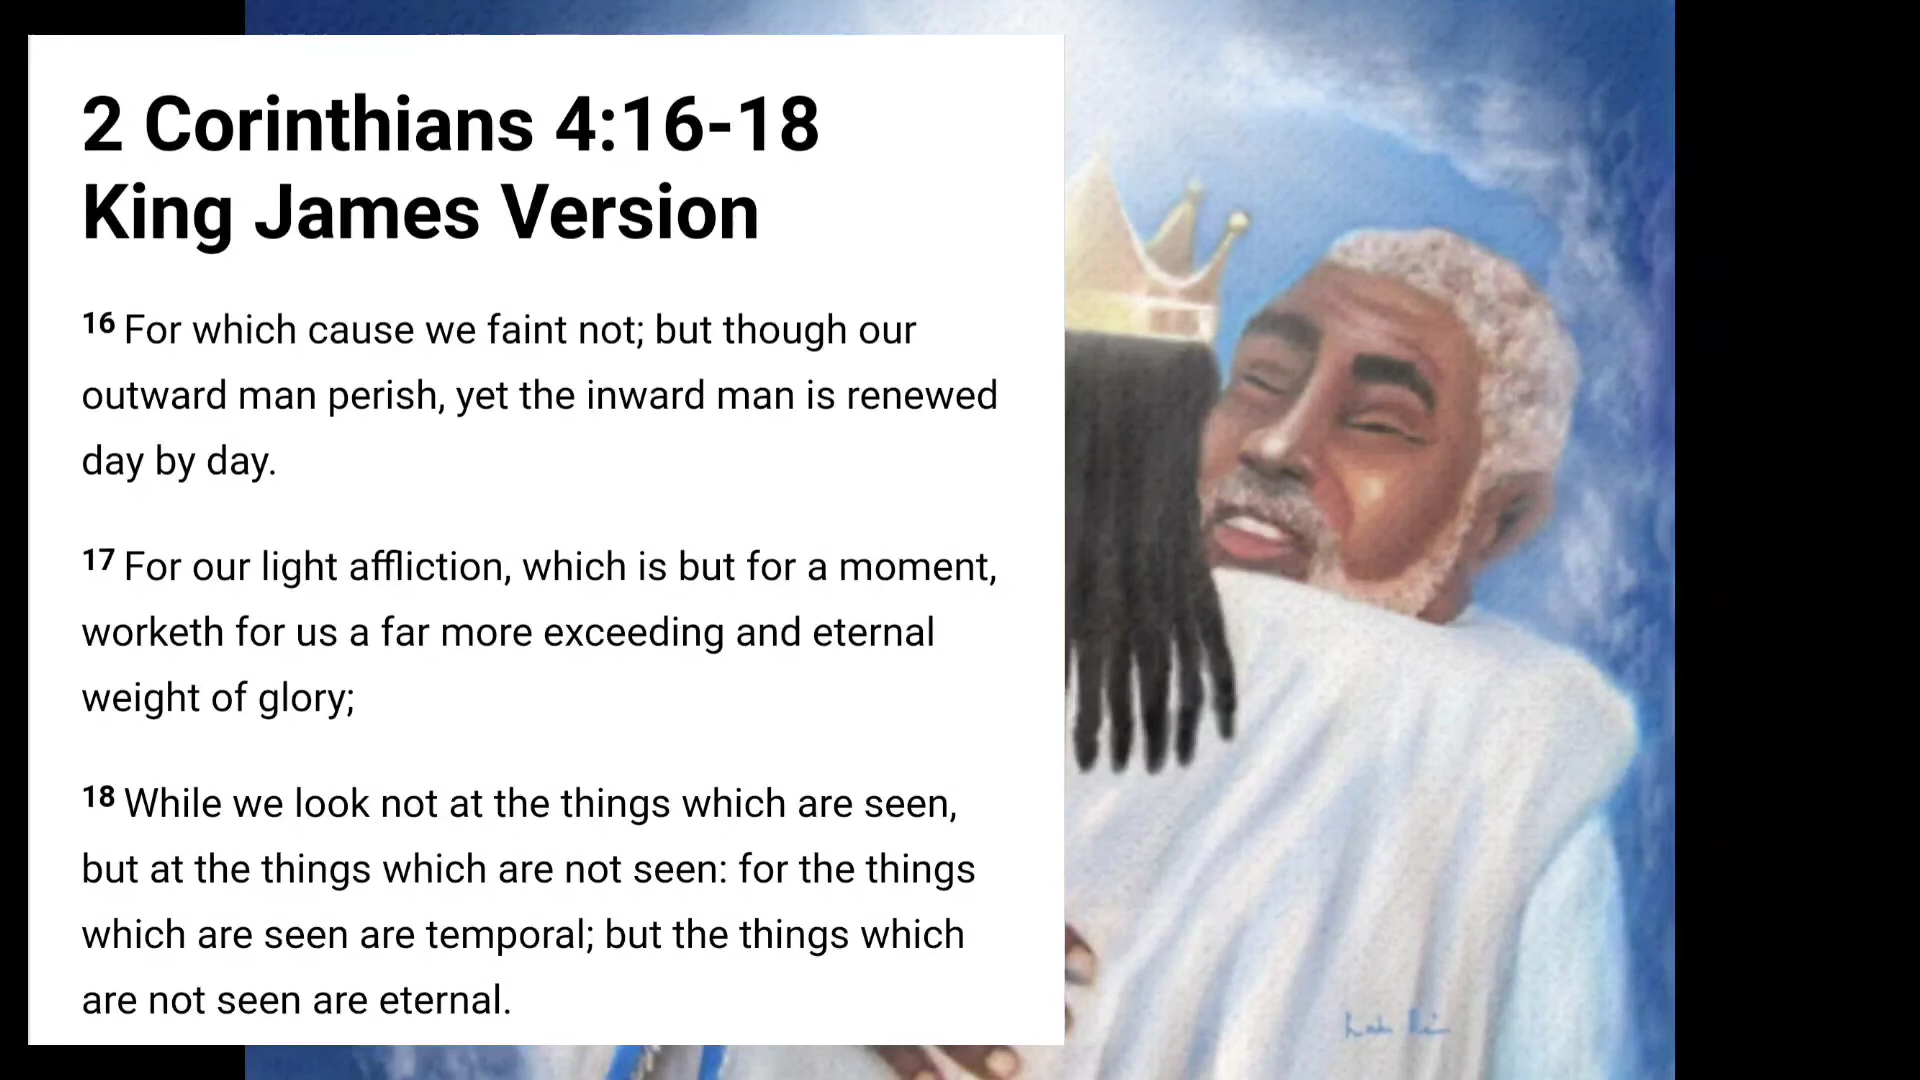 2 Corinthians 4:16-18
King James Version
16 For which cause we faint not; but though our
outward man perish, yet the inward man is renewed
day by day.
17 For our light affliction, which is but for a moment,
worketh for us a far more exceeding and eternal
weight of glory;
18 While we look not at the things which are seen,
but at the things which are not seen: for the things
which are seen are temporal; but the things which
are not seen are eternal.